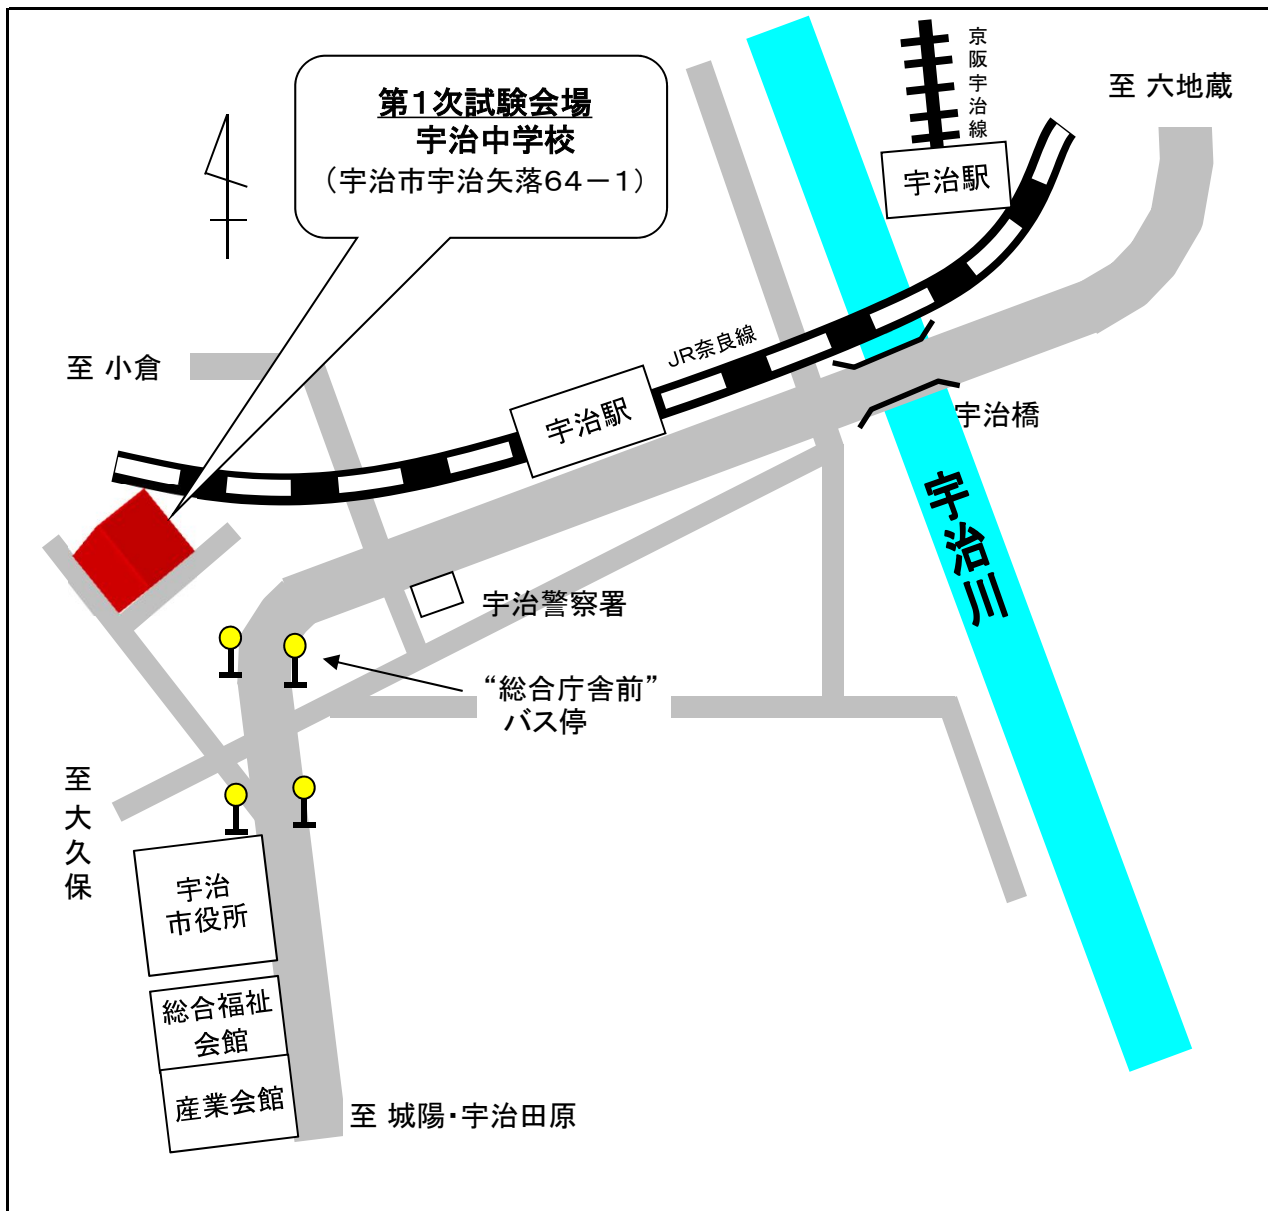 第1次試験会場
宇治中学校
（宇治市宇治矢落64－1）
京阪宇治線
至 六地蔵
宇治駅
JR奈良線
至 小倉
宇治駅
宇治橋
宇治川
宇治警察署
“総合庁舎前”
バス停
至 大久保
宇治
市役所
総合福祉
会館
産業会館
至 城陽・宇治田原